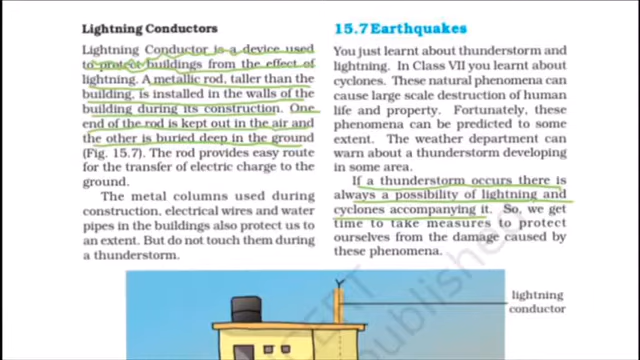 Lightning Conductors
Lightning Conductor is a device used
to protect buildings from the effect of
lightning. A metallic rod, taller than the
building, is installed in the walls of the
building during its construction. One
end of the rod is kept out in the air and
the other is buried deep in the ground
(Fig. 15.7). The rod provides easy route
for the transfer of electric charge to the
ground.
The metal columns used during
construction, electrical wires and water
pipes in the buildings also protect us to
an extent. But do not touch them during
a thunderstorm.
15.7 Earthquakes
You just learnt about thunderstorm and
lightning. In Class VII you learnt about
cyclones. These natural phenomena can
cause large scale destruction of human
life and property. Fortunately, these
phenomena can be predicted to some
extent. The weather department can
warn about a thunderstorm developing
in some area.
If a thunderstorm occurs there is
always a possibility of lightning and
cyclones accompanying it. So, we get
time to take measures to protect
ourselves from the damage caused by
these phenomena.
lightning
conductor
NCERT
published